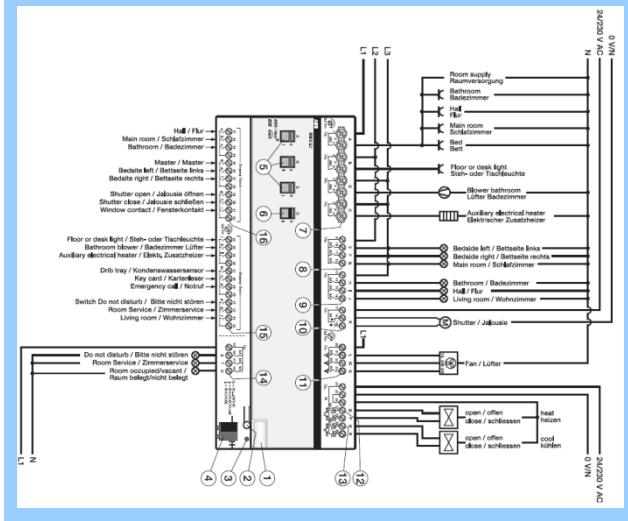 24/230 V AC
0 V/N
N
L1
L2
L3
Room supply
Raumversorgung
Bathroom
Badezimmer
Hall
Flur
Main room
Schlafzimmer
Bed
Bett
Floor or desk light
Steh- oder Tischleuchte
Blower bathroom
Lüfter Badezimmer
Auxiliary electrical heater
Elektrischer Zusatzheizer
Bedside left / Bettseite links
Bedside right / Bettseite rechts
Main room / Schlafzimmer
Bathroom / Badezimmer
Hall / Flur
Living room / Wohnzimmer
M
Shutter / Jalousie
Fan / Lüfter
open / offen
close / schliessen
heat
heizen
open / offen
close / schliessen
cool
kühlen
24/230 V AC
0 V/N
Hall / Flur
Main room / Schlafzimmer
Bathroom / Badezimmer
Master / Master
Bedsite left / Bettseite links
Bedsite right / Bettseite rechts
Shutter open / Jalousie öffnen
Shutter close / Jalousie schließen
Window contact / Fensterkontakt
Floor or desk light / Steh- oder Tischleuchte
Bathroom blower / Badezimmer Lüfter
Auxiliary electrical heater / Elektr. Zusatzheizer
Drib tray / Kondenswassersensor
Key card / Kartenleser
Emergency call / Notruf
Switch Do not disturb / Bitte nicht stören
Room Service / Zimmerservice
Living room / Wohnzimmer
Do not disturb / Bitte nicht stören
Room Service / Zimmerservice
Room occupied/vacant /
Raum belegt/nicht belegt
L1
N
1
2
3
4
5
6
7
8
9
10
11
12
13
14
15
16